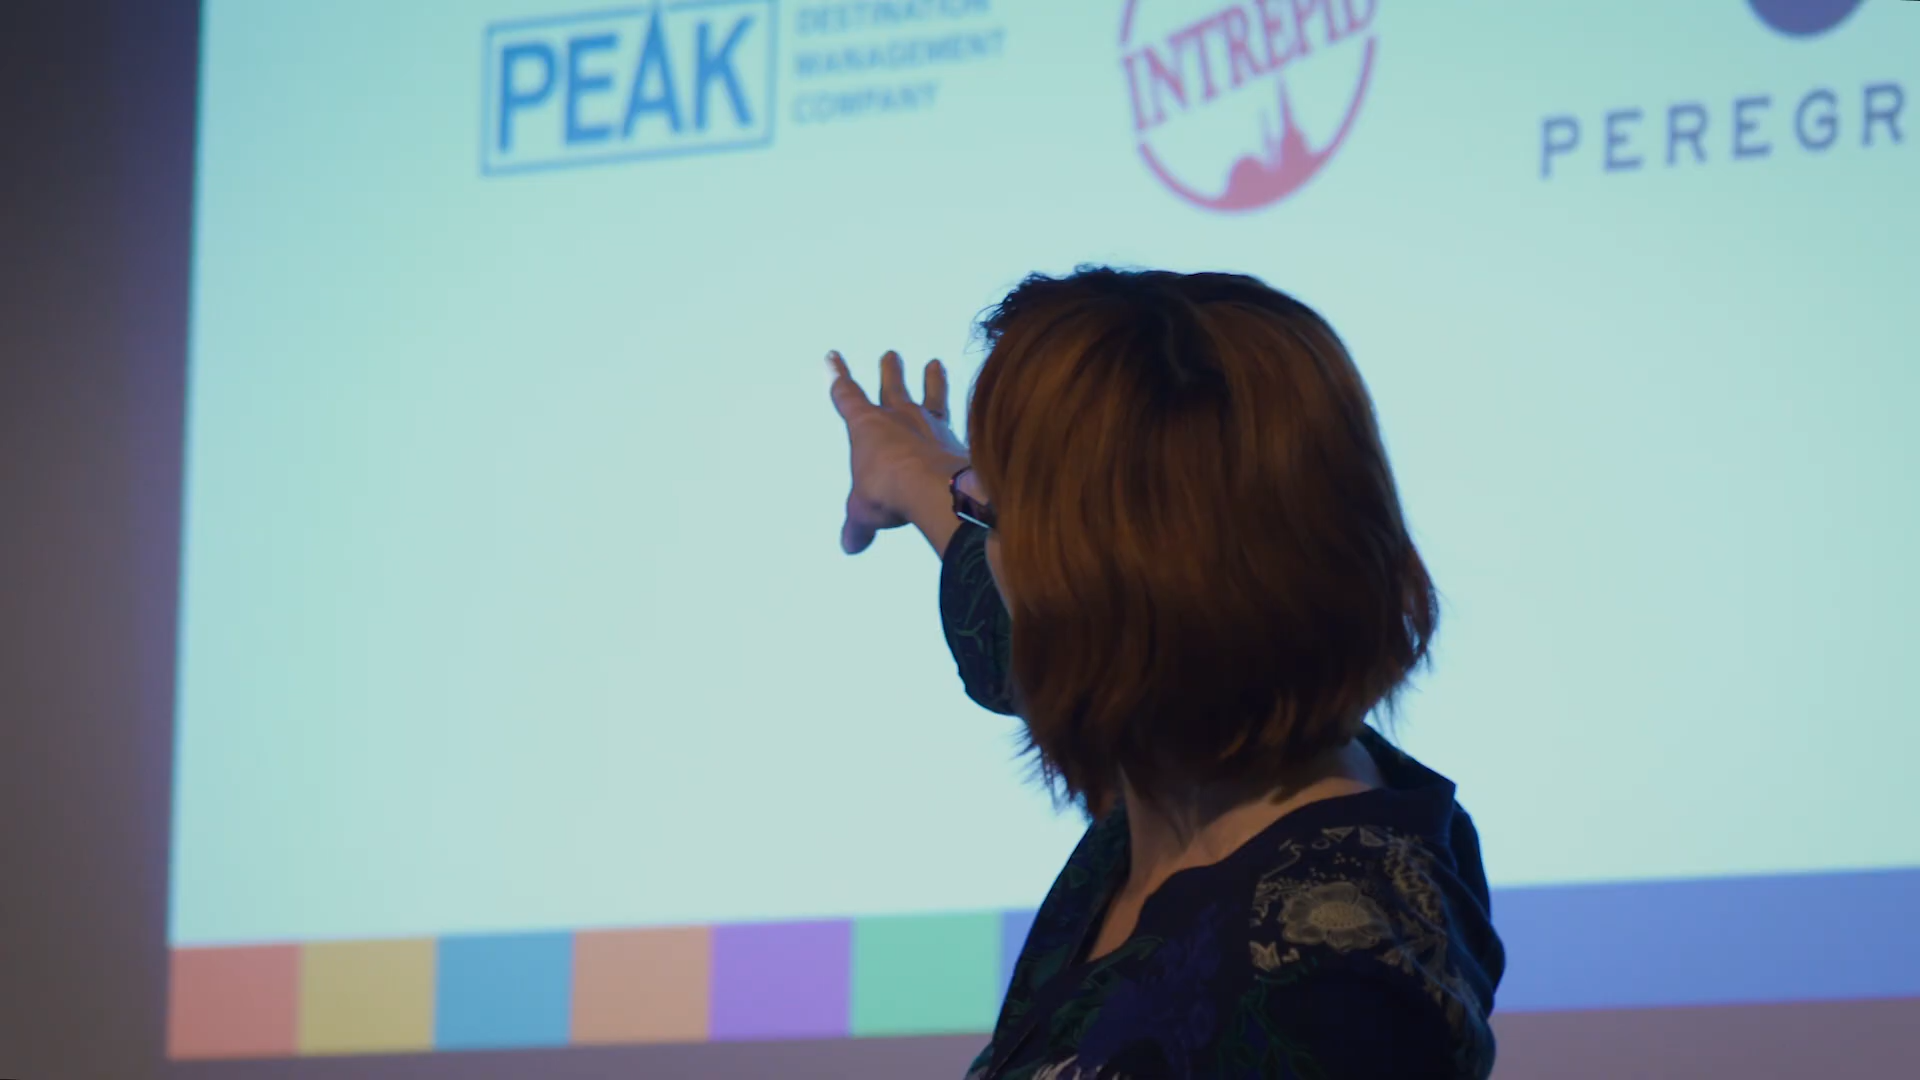 PEAK
DESTINATION
MANAGEMENT
COMPANY
INTREPID
PEREGR